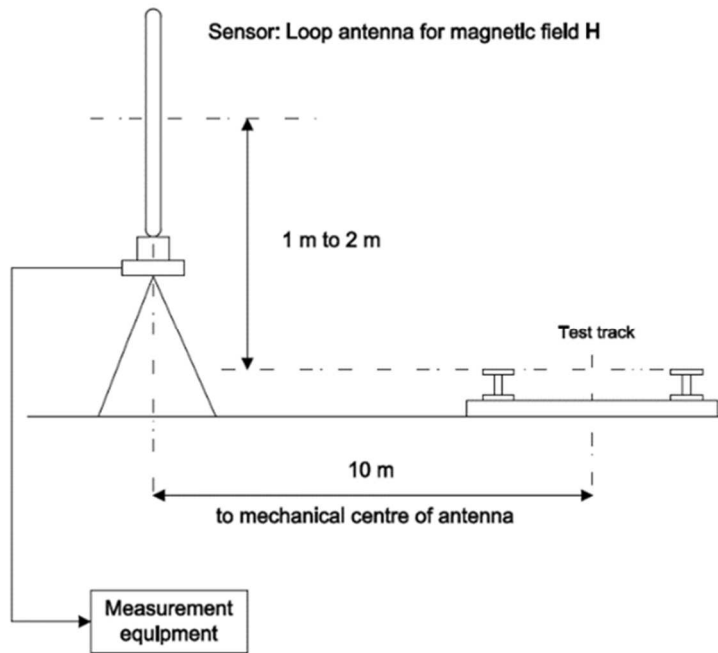 Sensor: Loop antenna for magnetic field H
1 m to 2 m
Test track
10 m
to mechanical centre of antenna
Measurement
equipment